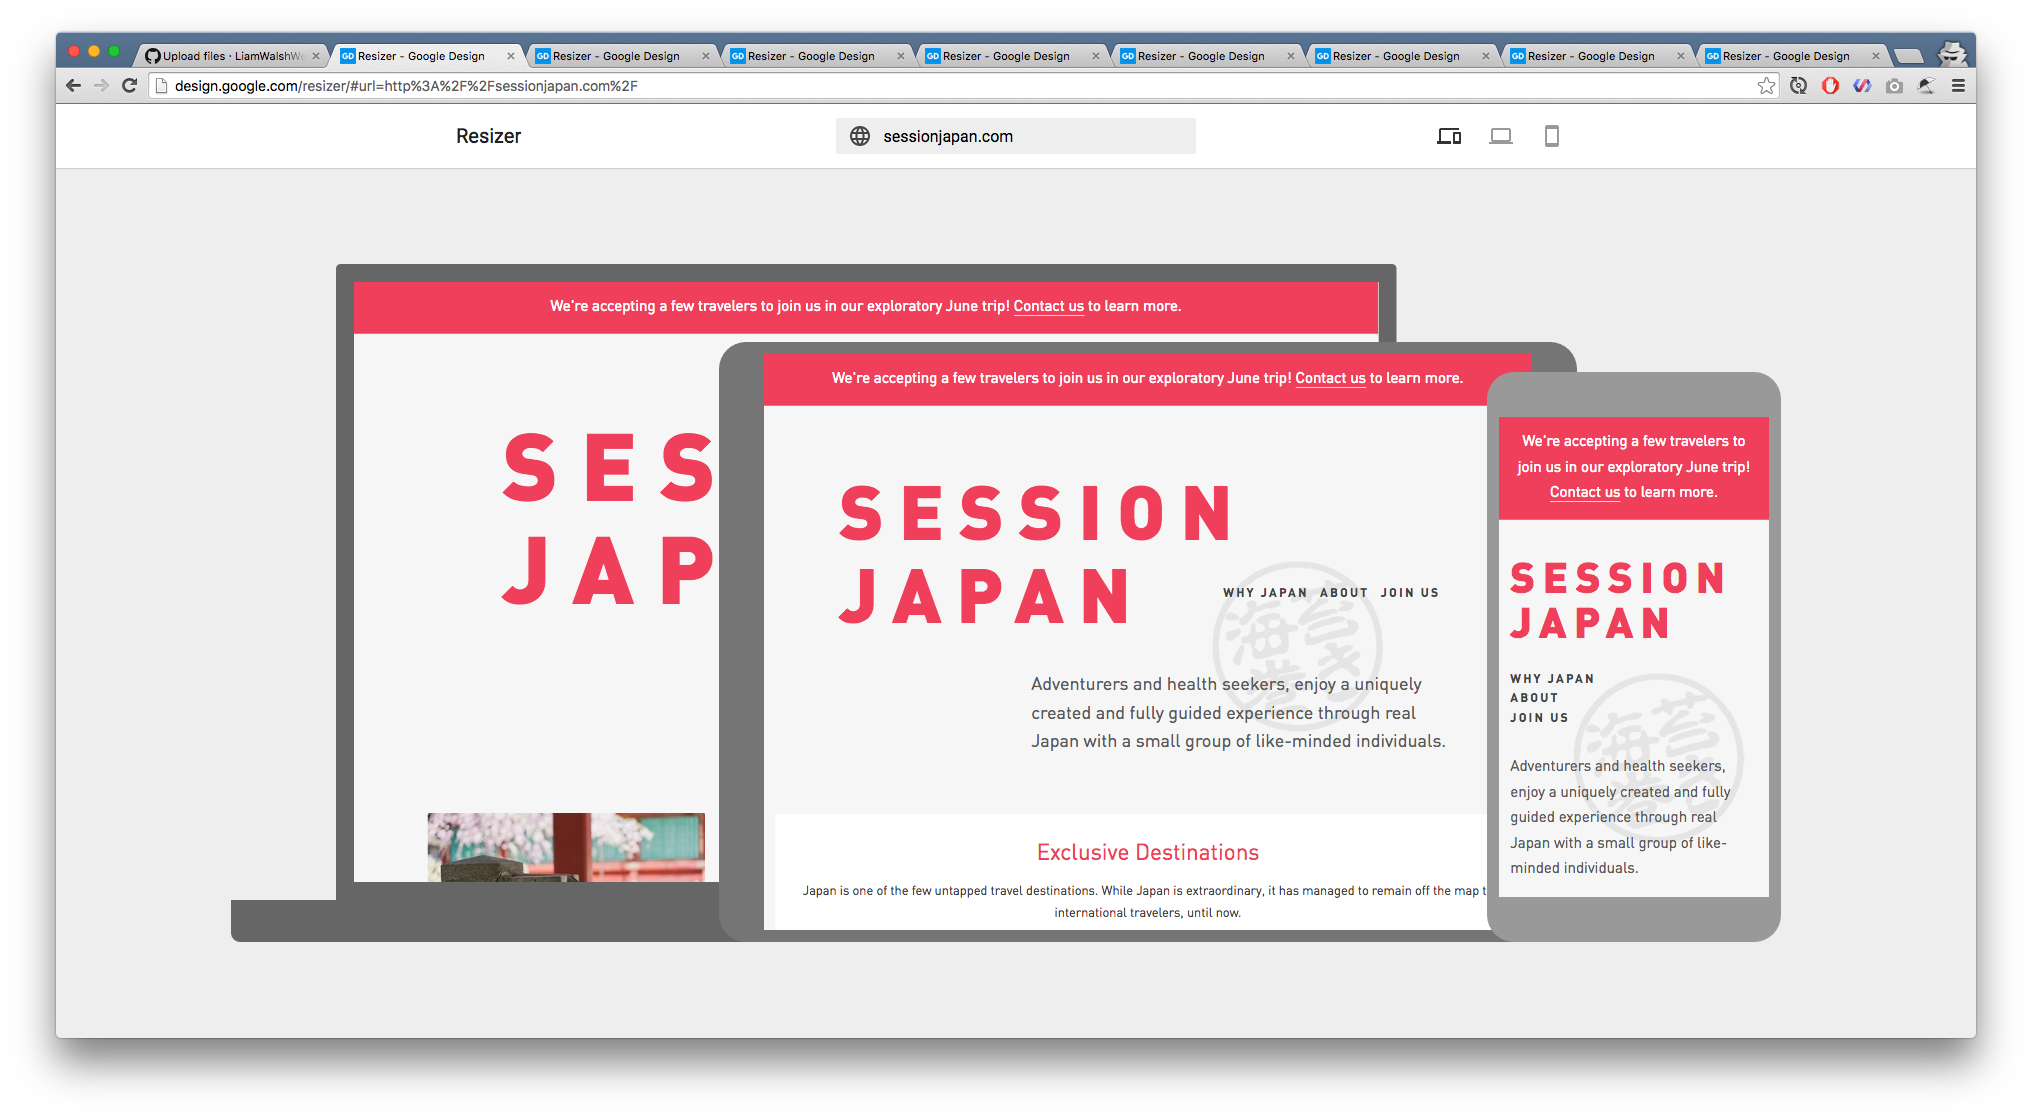 Upload files · LiamWalshWe
Resizer - Google Design
Resizer - Google Design
Resizer - Google Design
Resizer - Google Design
Resizer - Google Design
Resizer - Google Design
Resizer - Google Design
Resizer - Google Design
design.google.com/resizer/#url=http%3A%2F%2Fsessionjapan.com%2F
Resizer
sessionjapan.com
We're accepting a few travelers to join us in our exploratory June trip! Contact us to learn more.
SES
JAP
We're accepting a few travelers to join us in our exploratory June trip! Contact us to learn more.
SESSION
JAPAN
WHY JAPAN ABOUT JOIN US
Adventurers and health seekers, enjoy a uniquely
created and fully guided experience through real
Japan with a small group of like-minded individuals.
Exclusive Destinations
Japan is one of the few untapped travel destinations. While Japan is extraordinary, it has managed to remain off the map t
international travelers, until now.
We're accepting a few travelers to
join us in our exploratory June trip!
Contact us to learn more.
SESSION
JAPAN
WHY JAPAN
ABOUT
JOIN US
Adventurers and health seekers,
enjoy a uniquely created and fully
guided experience through real
Japan with a small group of like-
minded individuals.